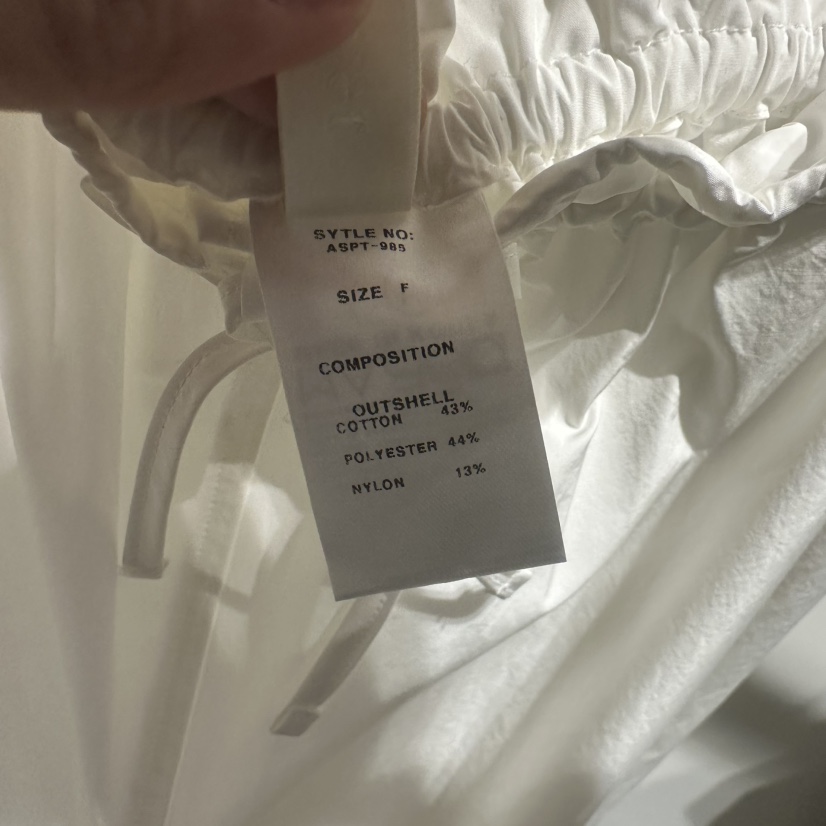 SYTLE NO:
ASPT-985
SIZE F
COMPOSITION
OUTSHELL
COTTON 43%
POLYESTER 44%
NYLON 13%